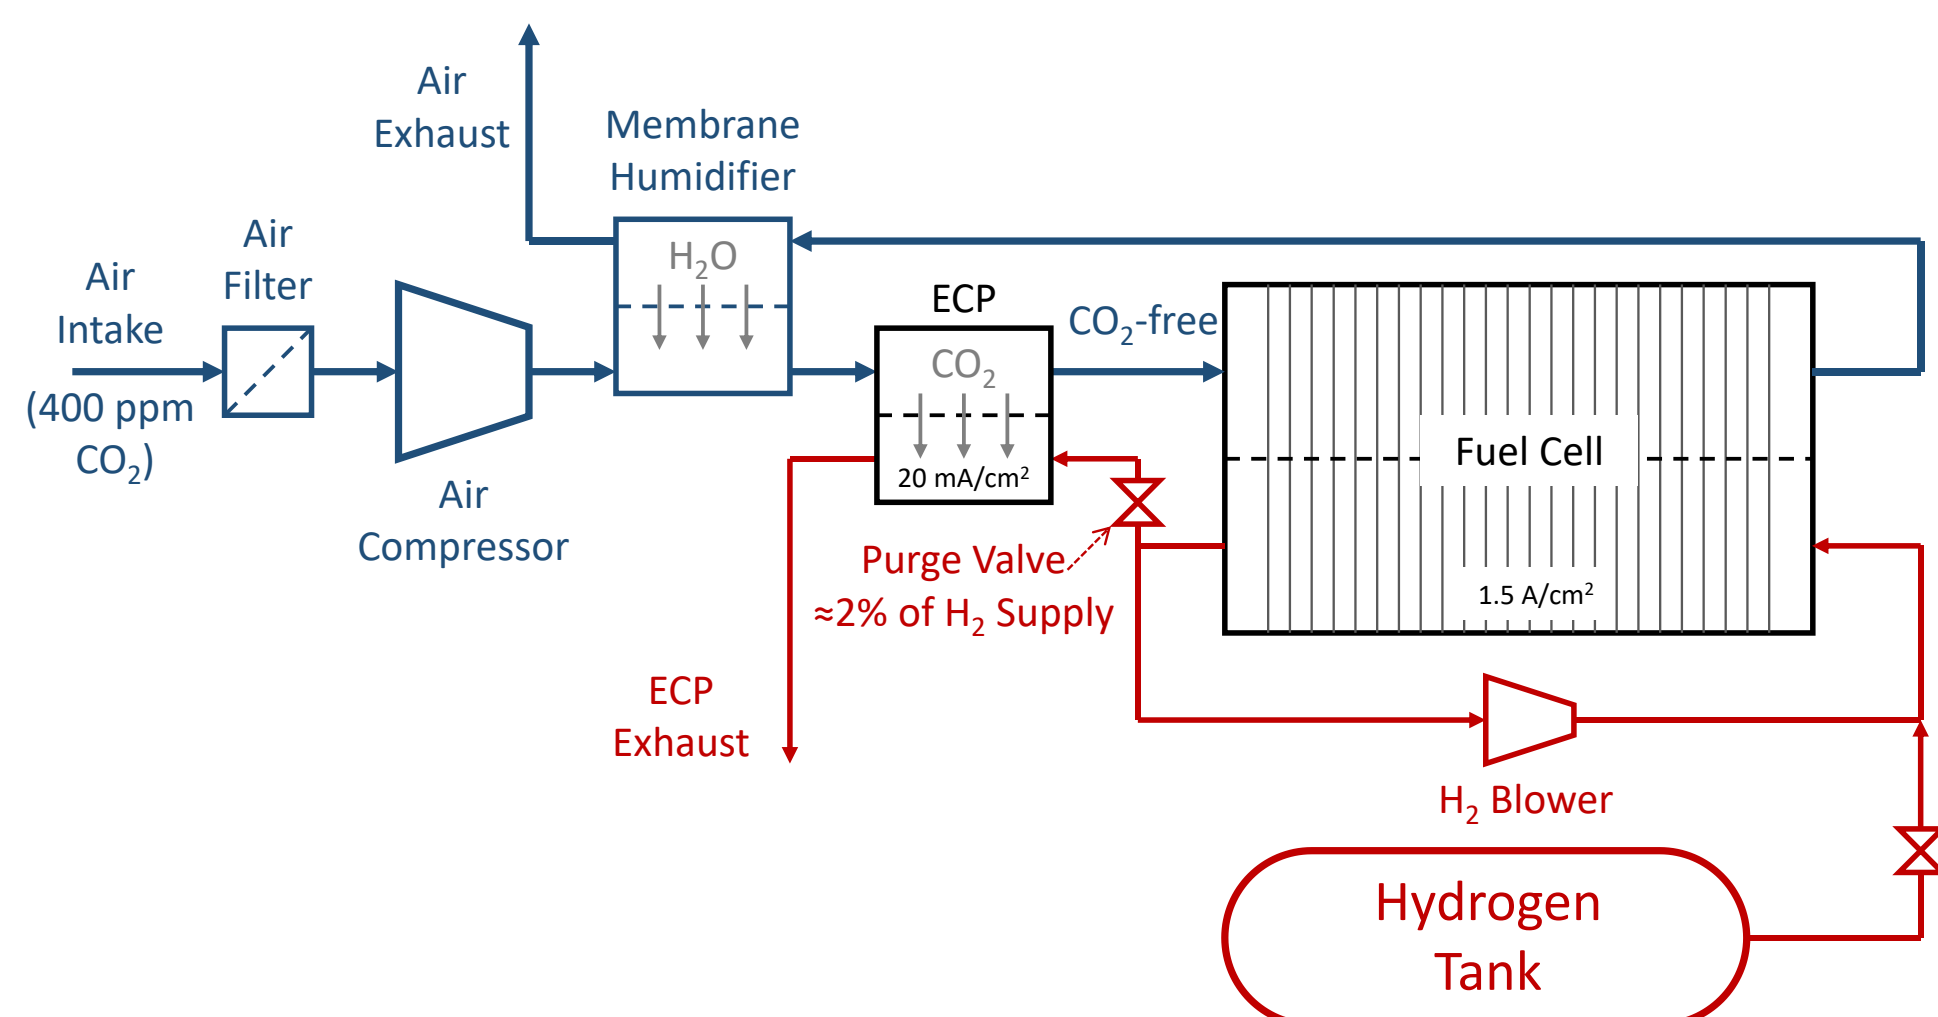 Air
Exhaust
Membrane
Humidifier
H₂O
Air
Filter
Air
Intake
(400 ppm
CO₂)
Air
Compressor
ECP
CO₂
20 mA/cm²
CO₂-free
Fuel Cell
1.5 A/cm²
Purge Valve
≈2% of H₂ Supply
ECP
Exhaust
H₂ Blower
Hydrogen
Tank